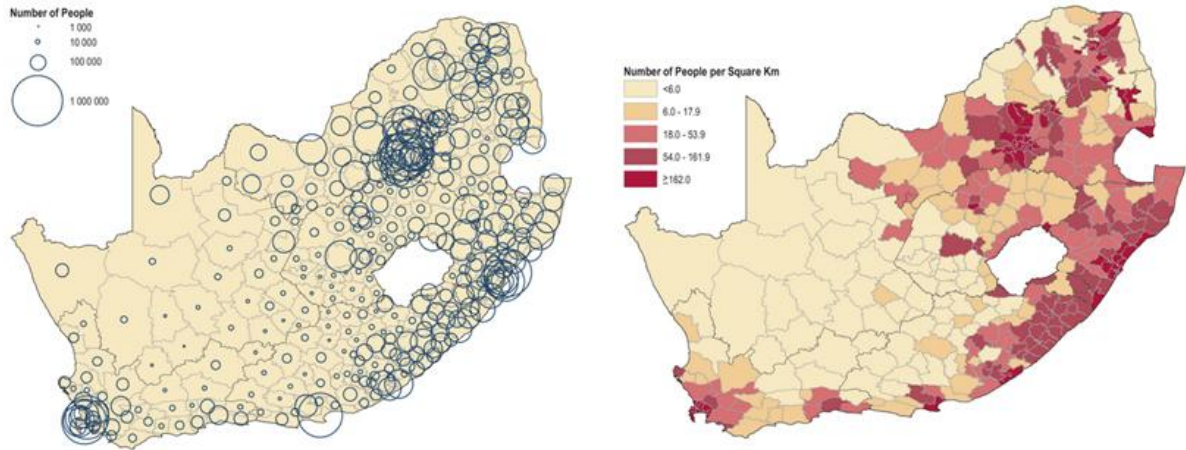 Number of People
1 000
10 000
100 000
1 000 000
Number of People per Square Km
<6.0
6.0 - 17.9
18.0 - 53.9
54.0 - 161.9
≥162.0